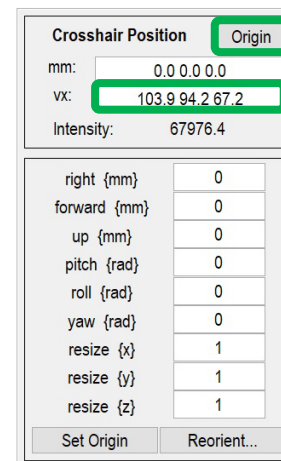 Crosshair Position Origin
mm: 0.0 0.0 0.0
vx: 103.9 94.2 67.2
Intensity: 67976.4
right {mm} 0
forward {mm} 0
up {mm} 0
pitch {rad} 0
roll {rad} 0
yaw {rad} 0
resize {x} 1
resize {y} 1
resize {z} 1
Set Origin Reorient...